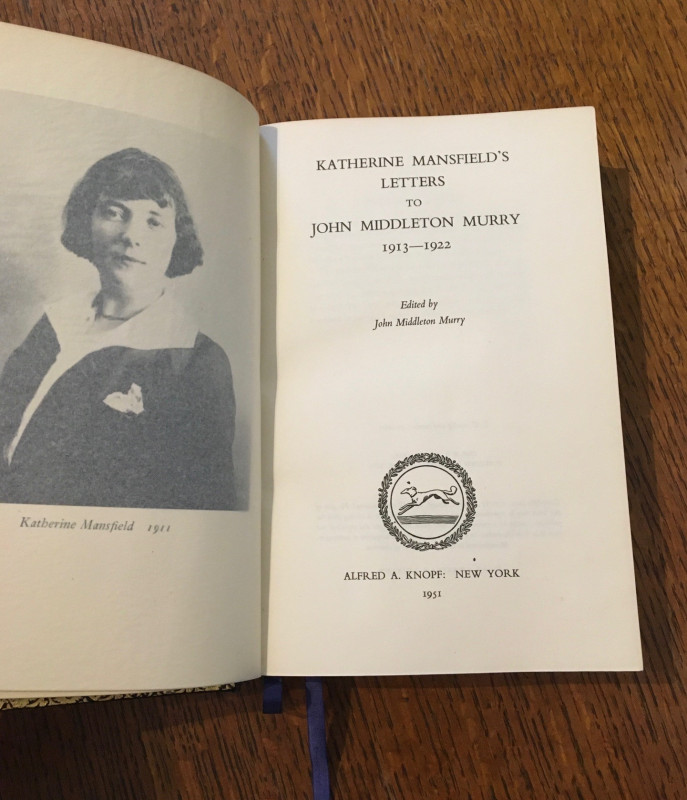 Katherine Mansfield 1911
KATHERINE MANSFIELD'S
LETTERS
TO
JOHN MIDDLETON MURRY
1913—1922
Edited by
John Middleton Murry
ALFRED A. KNOPF: NEW YORK
1951